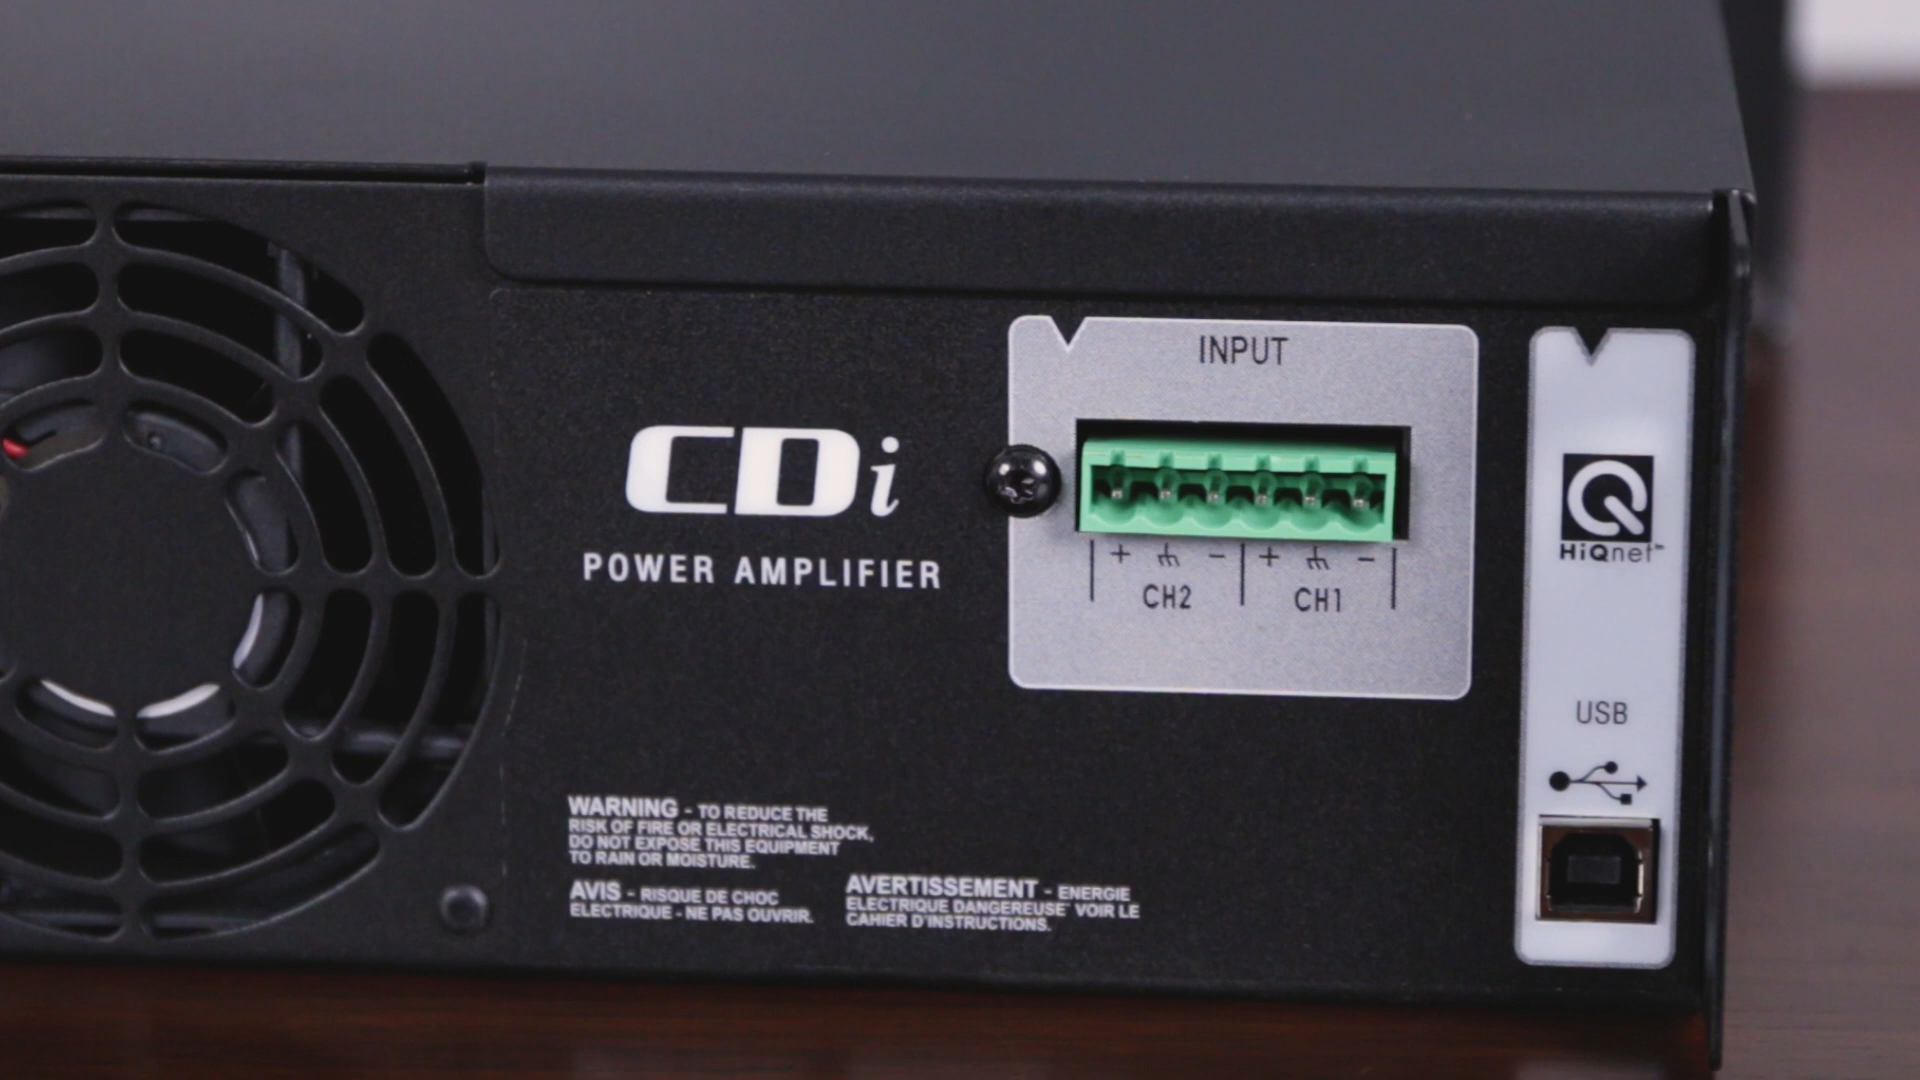 CDi
POWER AMPLIFIER
INPUT
+ - + -
CH2 CH1
HiQnet™
USB
WARNING - TO REDUCE THE
RISK OF FIRE OR ELECTRICAL SHOCK,
DO NOT EXPOSE THIS EQUIPMENT
TO RAIN OR MOISTURE.
AVIS - RISQUE DE CHOC
ELECTRIQUE - NE PAS OUVRIR.
AVERTISSEMENT - ENERGIE
ELECTRIQUE DANGEREUSE VOIR LE
CAHIER D'INSTRUCTIONS.